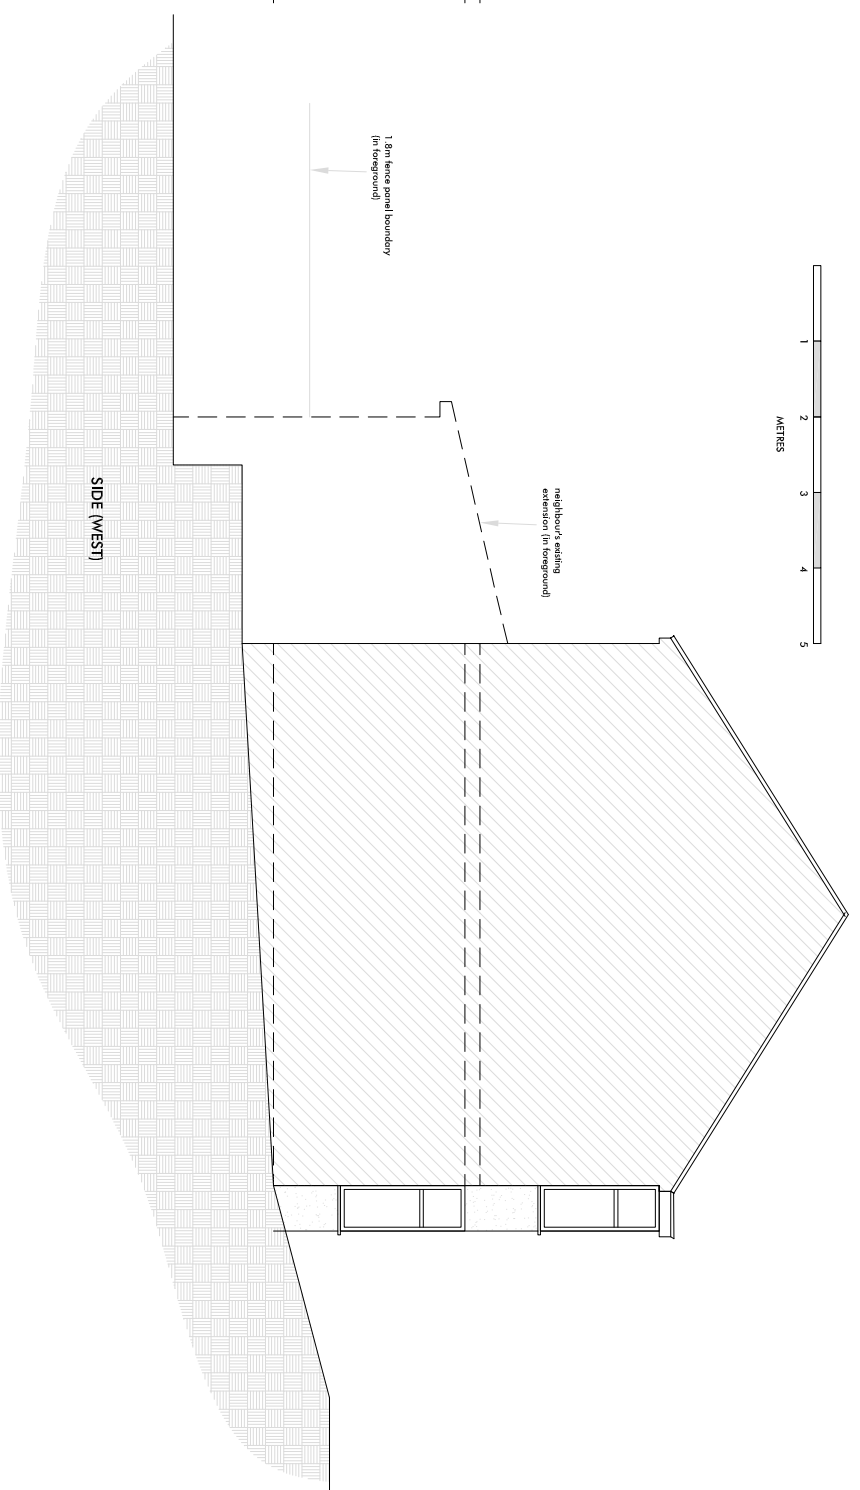 1.8m fence panel boundary
(in foreground)
neighbour's existing
extension (in foreground)
1
2
3
4
5
METRES
SIDE (WEST)